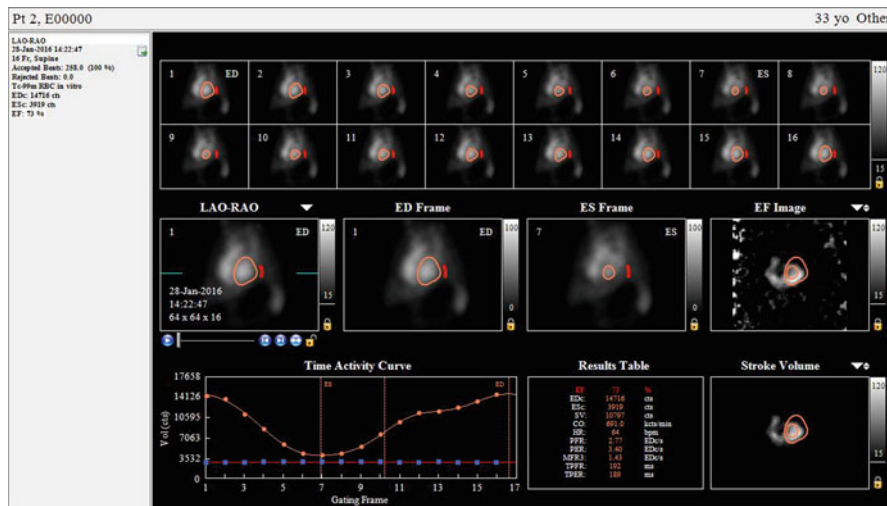 Pt 2, E00000
33 yo Other
LAO-RAO
28-Jan-2016 14:22:47
16 Fr, Supine
Accepted Beats: 268.0 (100 %)
Rejected Beats: 0.0
Tc-99m RBC in vitro
EDc: 14716 cts
ESc: 3919 cts
EF: 73 %
1 ED 2 3 4 5 6 7 ES 8
120
9 10 11 12 13 14 15 16
15
LAO-RAO ED Frame ES Frame EF Image
1 ED 120 1 ED 100 7 ES 100 120
28-Jan-2016
14:22:47
64 x 64 x 16
15 0 0 15
Time Activity Curve
17658
14126
10595
7063
3532
0
Vol (cts)
ES
ED
1 3 5 7 9 11 13 15 17
Gating Frame
Results Table
EF: 73 %
EDc: 14716 cts
ESc: 3919 cts
SV: 10797 cts
CO: 691.0 kcts/min
HR: 64 bpm
PFR: 2.77 EDc/s
PER: 3.40 EDc/s
MFR3: 1.43 EDc/s
TPFR: 192 ms
TPER: 189 ms
Stroke Volume
120
15